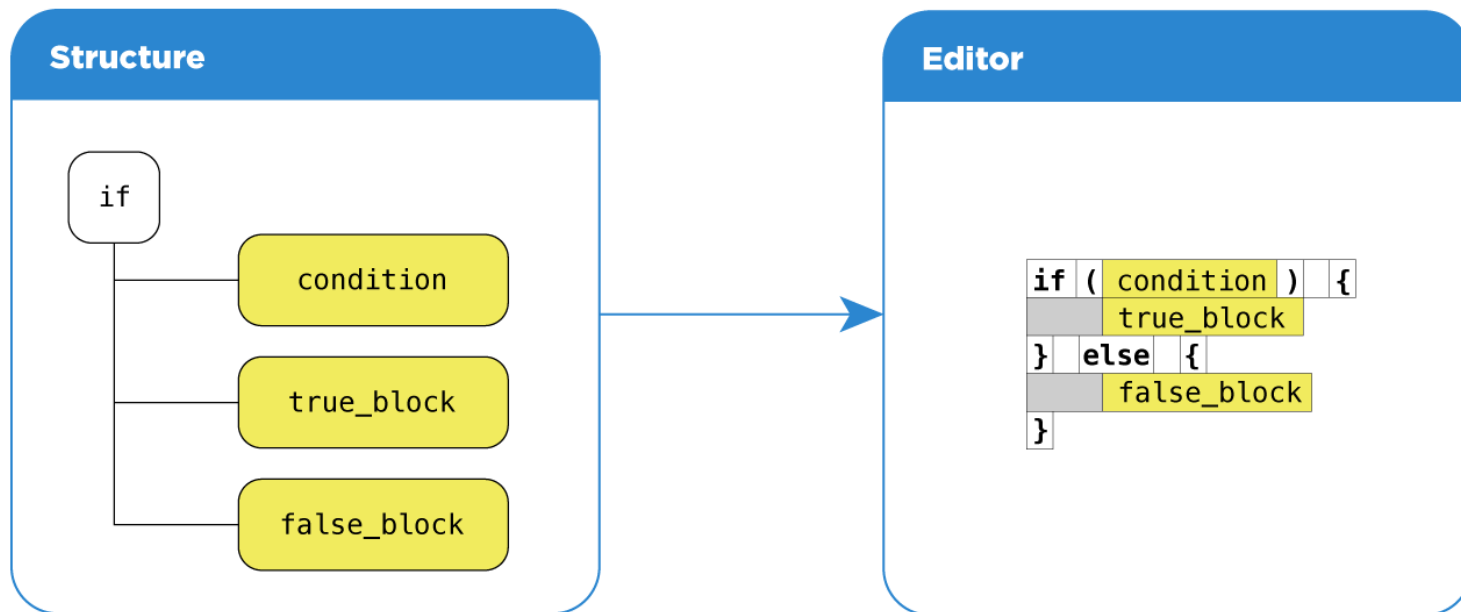 Structure
if
condition
true_block
false_block
Editor
if ( condition ) {
true_block
} else {
false_block
}